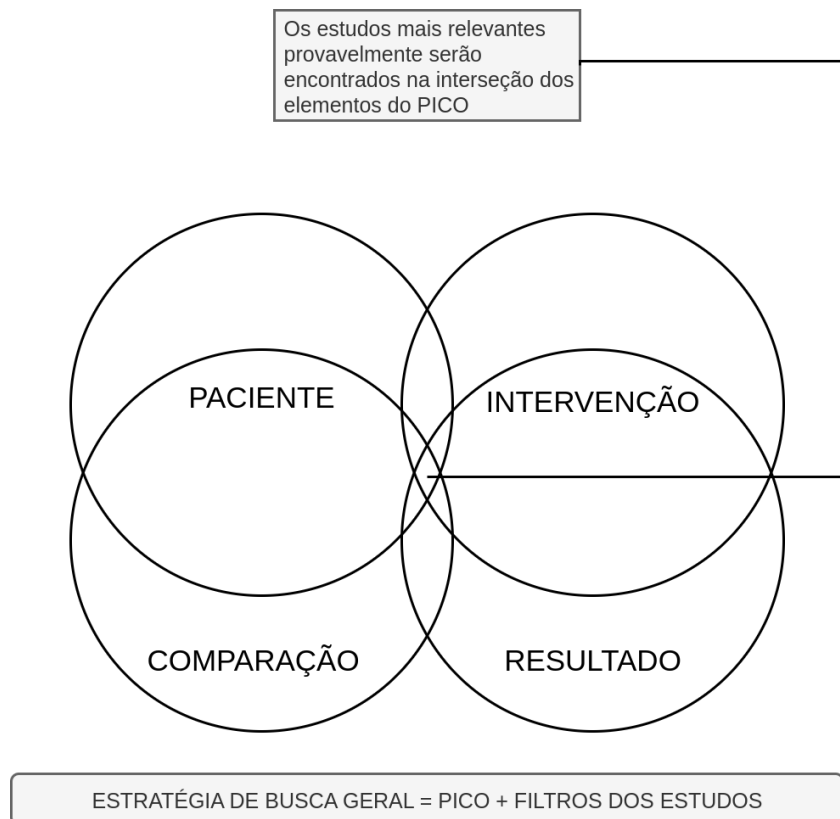 Os estudos mais relevantes
provavelmente serão
encontrados na interseção dos
elementos do PICO
PACIENTE
INTERVENÇÃO
COMPARAÇÃO
RESULTADO
ESTRATÉGIA DE BUSCA GERAL = PICO + FILTROS DOS ESTUDOS